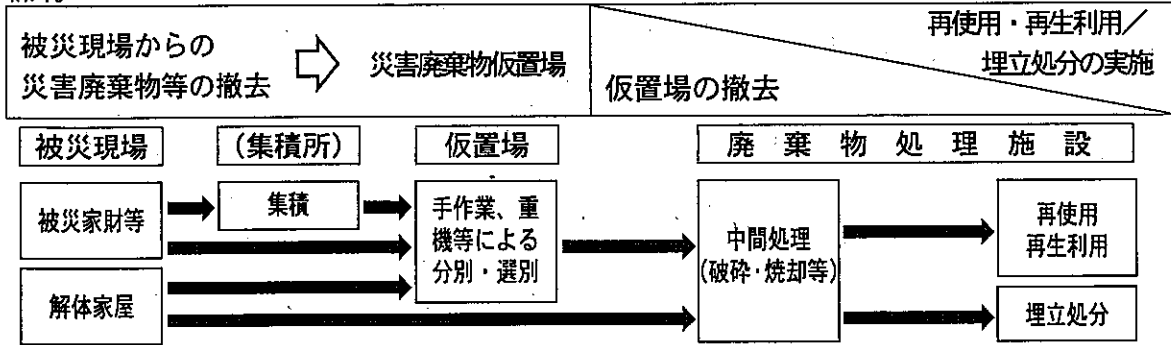 被災現場からの
災害廃棄物等の撤去
災害廃棄物仮置場
再使用・再生利用／
埋立処分の実施
仮置場の撤去
被災現場
(集積所)
仮置場
廃棄物処理施設
被災家財等
集積
手作業、重
機等による
分別・選別
中間処理
(破砕・焼却等)
再使用
再生利用
解体家屋
埋立処分